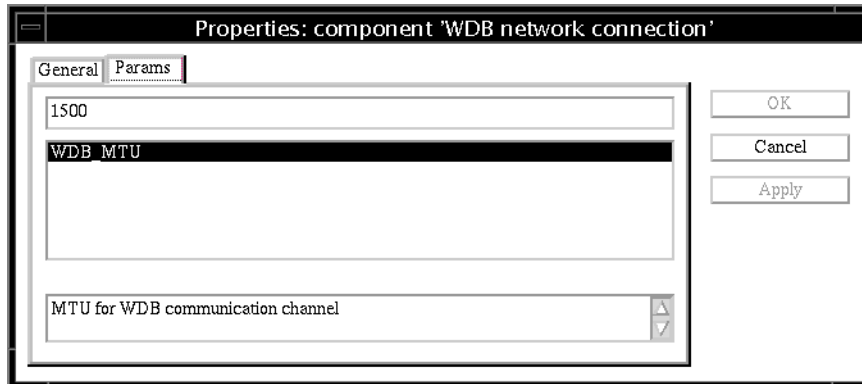 Properties: component 'WDB network connection'
General Params
1500
OK
WDB_MTU
Cancel
Apply
MTU for WDB communication channel